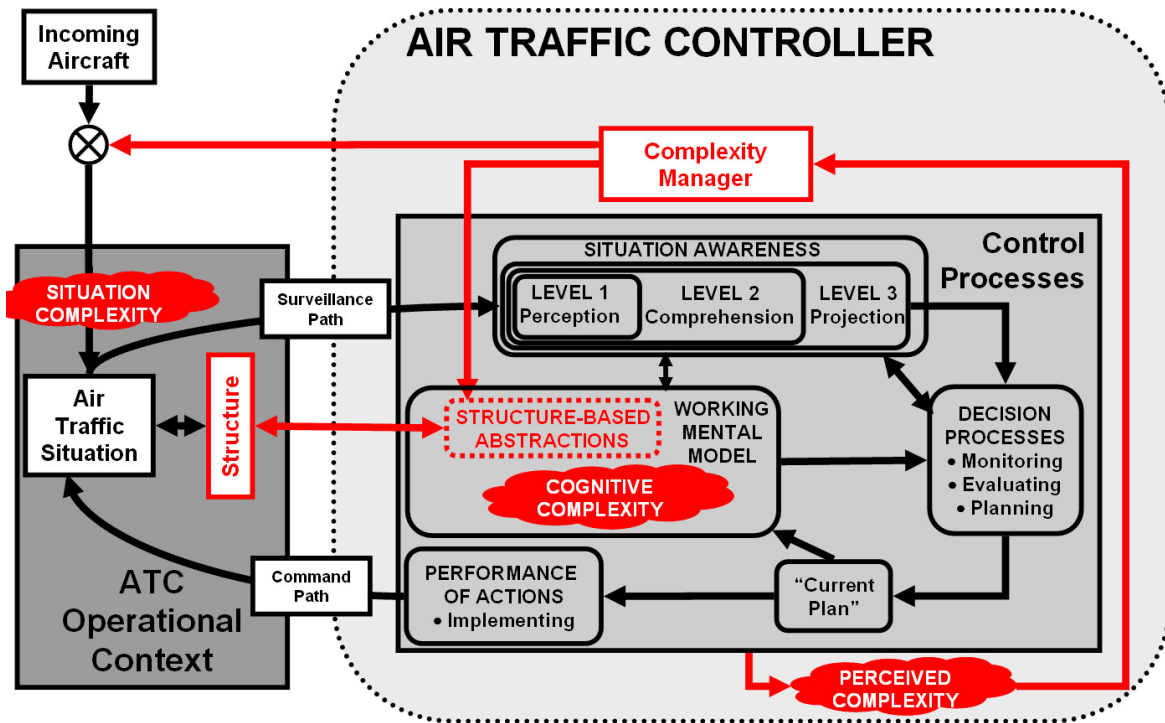 Incoming
Aircraft
AIR TRAFFIC CONTROLLER
Complexity
Manager
SITUATION
COMPLEXITY
Surveillance
Path
SITUATION AWARENESS
LEVEL 1
Perception
LEVEL 2
Comprehension
LEVEL 3
Projection
Control
Processes
Air
Traffic
Situation
Structure
STRUCTURE-BASED
ABSTRACTIONS
WORKING
MENTAL
MODEL
COGNITIVE
COMPLEXITY
DECISION
PROCESSES
• Monitoring
• Evaluating
• Planning
ATC
Operational
Context
Command
Path
PERFORMANCE
OF ACTIONS
• Implementing
“Current
Plan”
PERCEIVED
COMPLEXITY